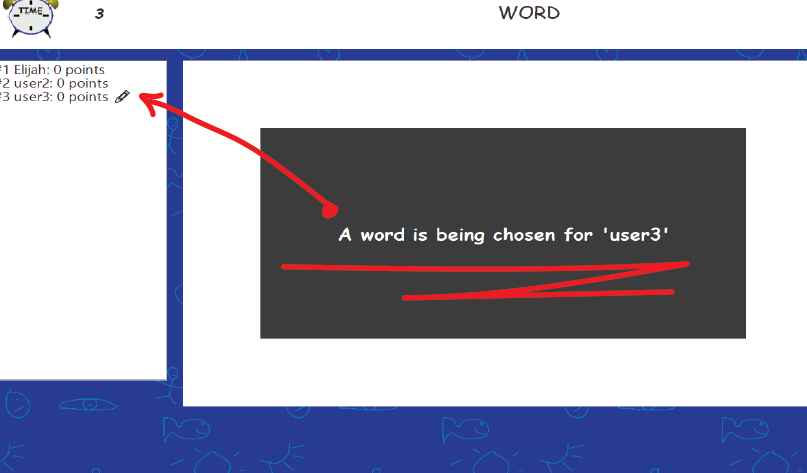 TIME
3
WORD
#1 Elijah: 0 points
#2 user2: 0 points
#3 user3: 0 points
A word is being chosen for 'user3'